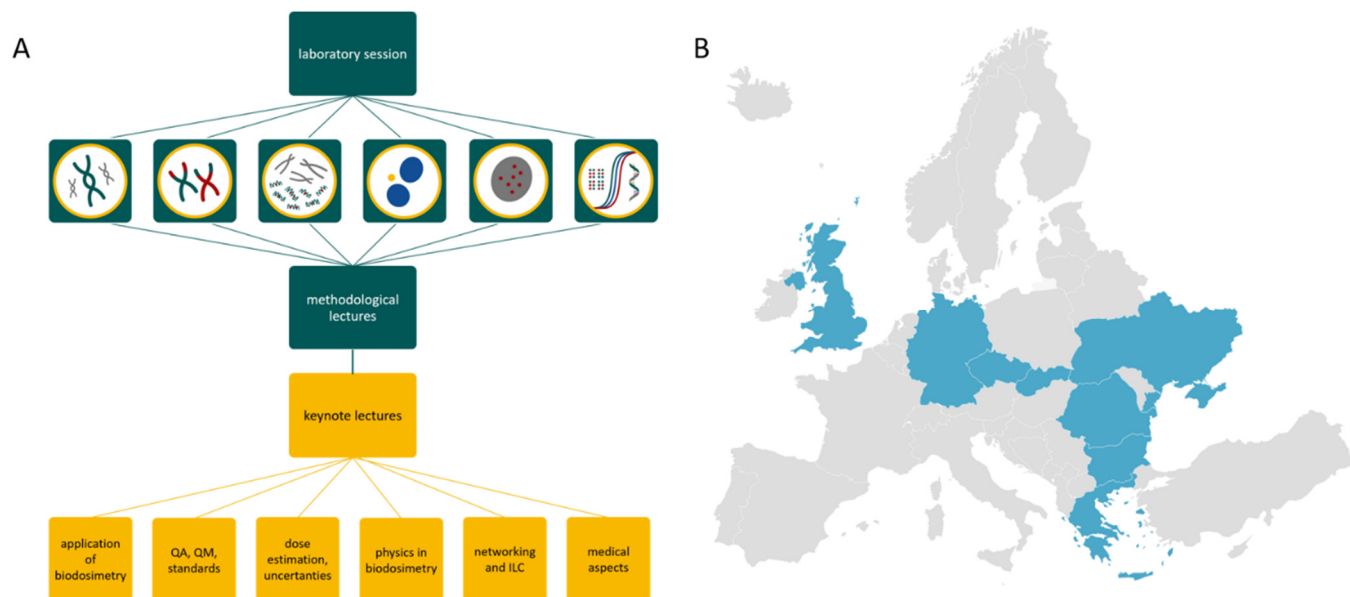 A
B
laboratory session
methodological
lectures
keynote lectures
application
of
biodosimetry
QA, QM,
standards
dose
estimation,
uncertanties
physics in
biodosimetry
networking
and ILC
medical
aspects